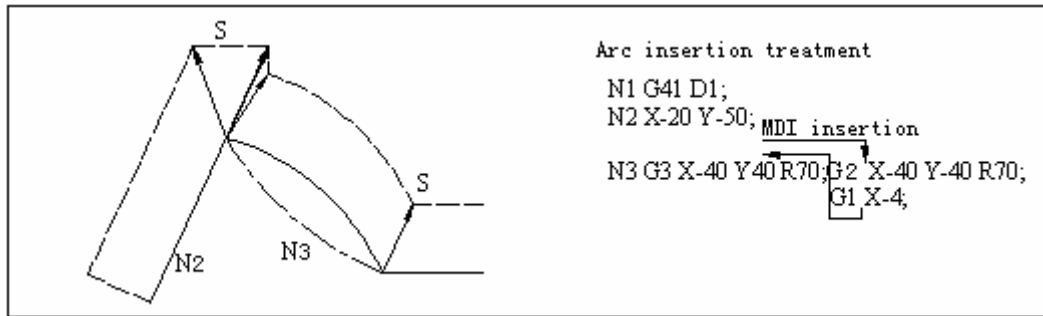 S
Arc insertion treatment
N1 G41 D1;
N2 X-20 Y-50;
MDI insertion
N3 G3 X-40 Y40 R70;G2 X-40 Y-40 R70;
G1 X-4;
S
N2
N3